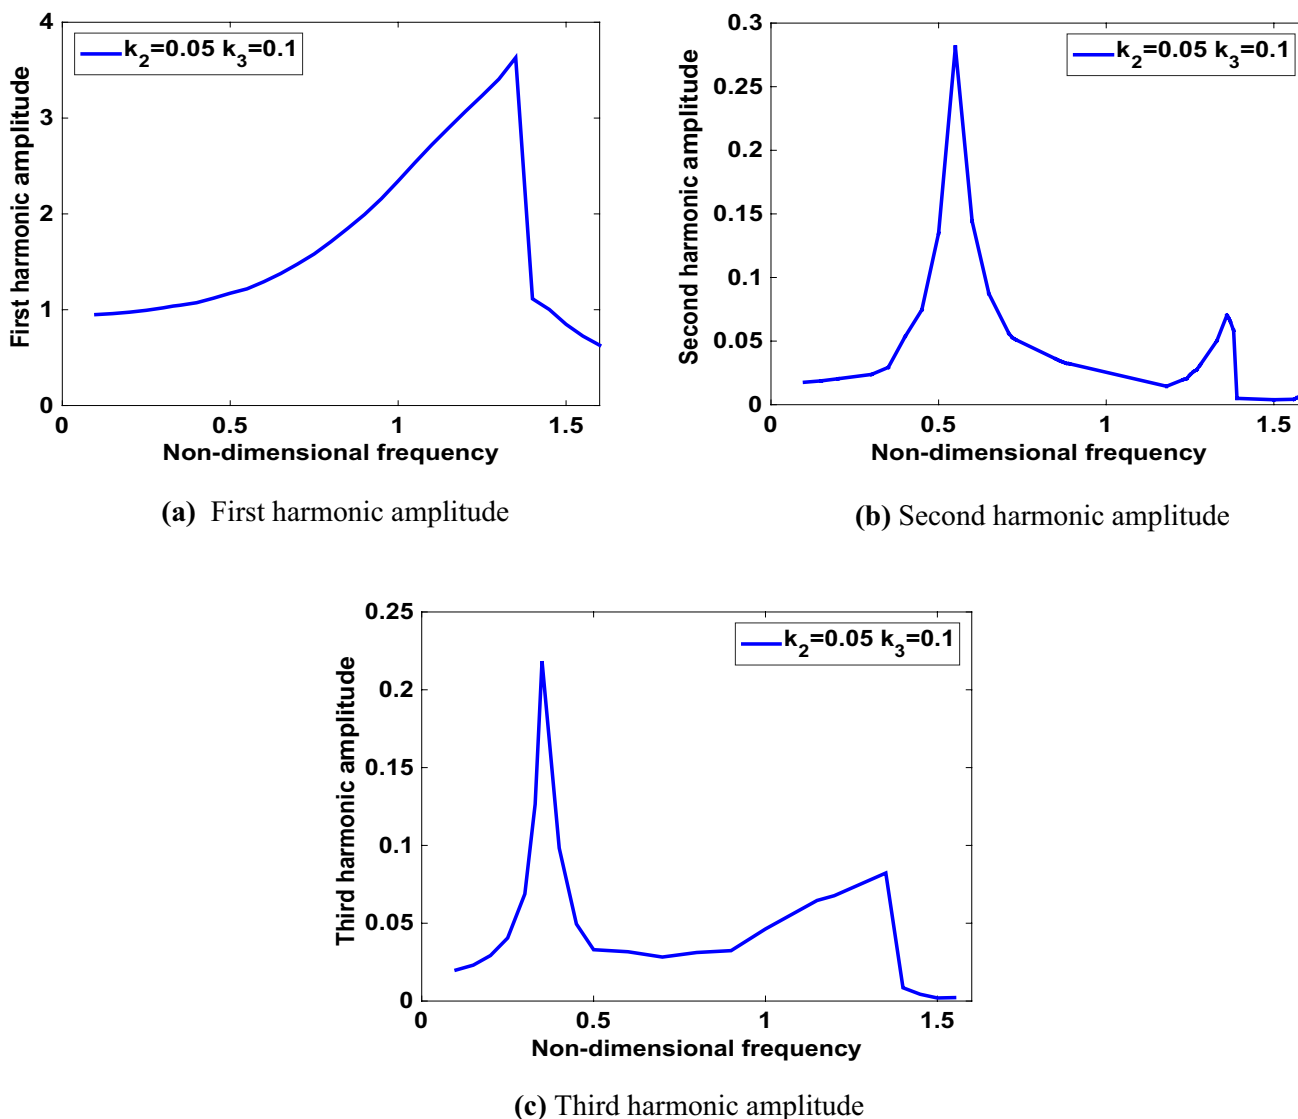 4
3
2
1
0
0
0.5
1
1.5
First harmonic amplitude
Non-dimensional frequency
k2=0.05 k3=0.1
(a) First harmonic amplitude
0.3
0.25
0.2
0.15
0.1
0.05
0
0
0.5
1
1.5
Second harmonic amplitude
Non-dimensional frequency
k2=0.05 k3=0.1
(b) Second harmonic amplitude
0.25
0.2
0.15
0.1
0.05
0
0
0.5
1
1.5
Third harmonic amplitude
Non-dimensional frequency
k2=0.05 k3=0.1
(c) Third harmonic amplitude